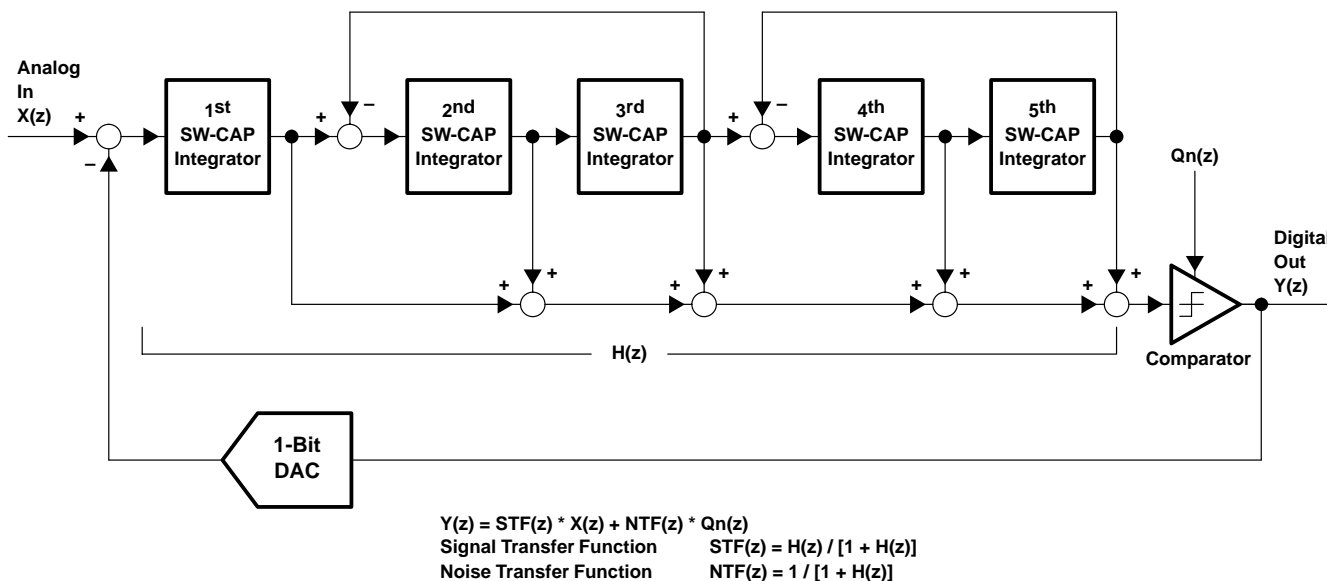 Analog
In
X(z)
+
–
1st
SW-CAP
Integrator
+
–
2nd
SW-CAP
Integrator
3rd
SW-CAP
Integrator
+
–
4th
SW-CAP
Integrator
5th
SW-CAP
Integrator
Qn(z)
Digital
Out
Y(z)
+
+
+
+
+
+
+
+
Comparator
H(z)
1-Bit
DAC
Y(z) = STF(z) * X(z) + NTF(z) * Qn(z)
Signal Transfer Function STF(z) = H(z) / [1 + H(z)]
Noise Transfer Function NTF(z) = 1 / [1 + H(z)]